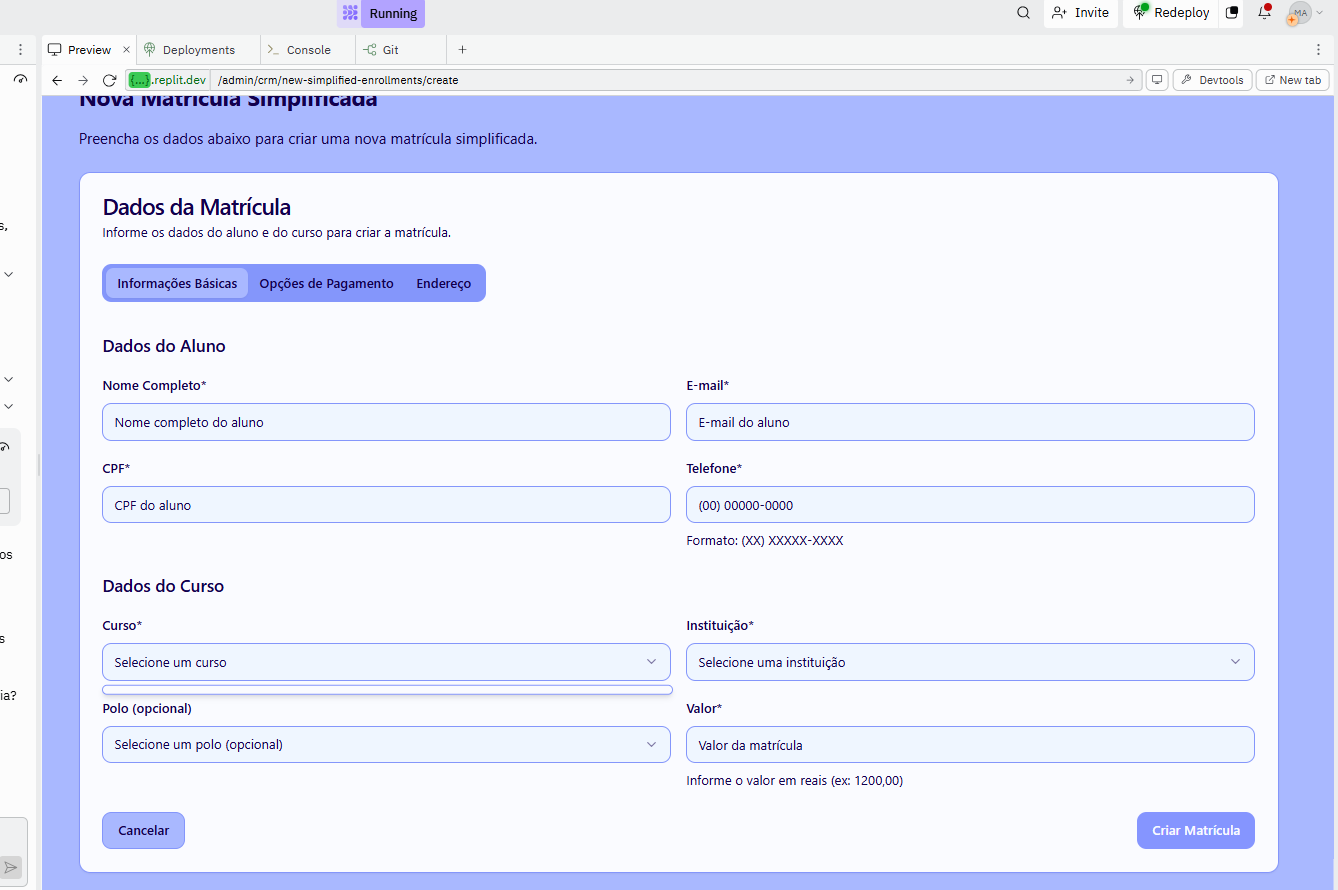 Running
Invite
Redeploy
MA
Preview
Deployments
Console
Git
{...}.replit.dev
/admin/crm/new-simplified-enrollments/create
Devtools
New tab
Nova Matrícula Simplificada
Preencha os dados abaixo para criar uma nova matrícula simplificada.
Dados da Matrícula
Informe os dados do aluno e do curso para criar a matrícula.
Informações Básicas
Opções de Pagamento
Endereço
Dados do Aluno
Nome Completo*
E-mail*
Nome completo do aluno
E-mail do aluno
CPF*
Telefone*
CPF do aluno
(00) 00000-0000
Formato: (XX) XXXXX-XXXX
Dados do Curso
Curso*
Instituição*
Selecione um curso
Selecione uma instituição
Polo (opcional)
Valor*
Selecione um polo (opcional)
Valor da matrícula
Informe o valor em reais (ex: 1200,00)
Cancelar
Criar Matrícula
s,
os
s
ia?